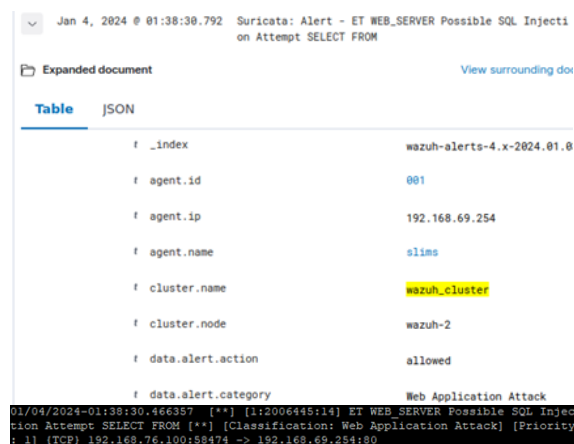 Jan 4, 2024 @ 01:38:30.792 Suricata: Alert - ET WEB_SERVER Possible SQL Injecti
on Attempt SELECT FROM
Expanded document View surrounding doc
Table JSON
t _index wazuh-alerts-4.x-2024.01.0
t agent.id 001
t agent.ip 192.168.69.254
t agent.name slims
t cluster.name wazuh_cluster
t cluster.node wazuh-2
t data.alert.action allowed
t data.alert.category Web Application Attack
01/04/2024-01:38:30.466357 [**] [1:2006445:14] ET WEB_SERVER Possible SQL Injec
tion Attempt SELECT FROM [**] [Classification: Web Application Attack] [Priority
: 1] {TCP} 192.168.76.100:58474 -> 192.168.69.254:80